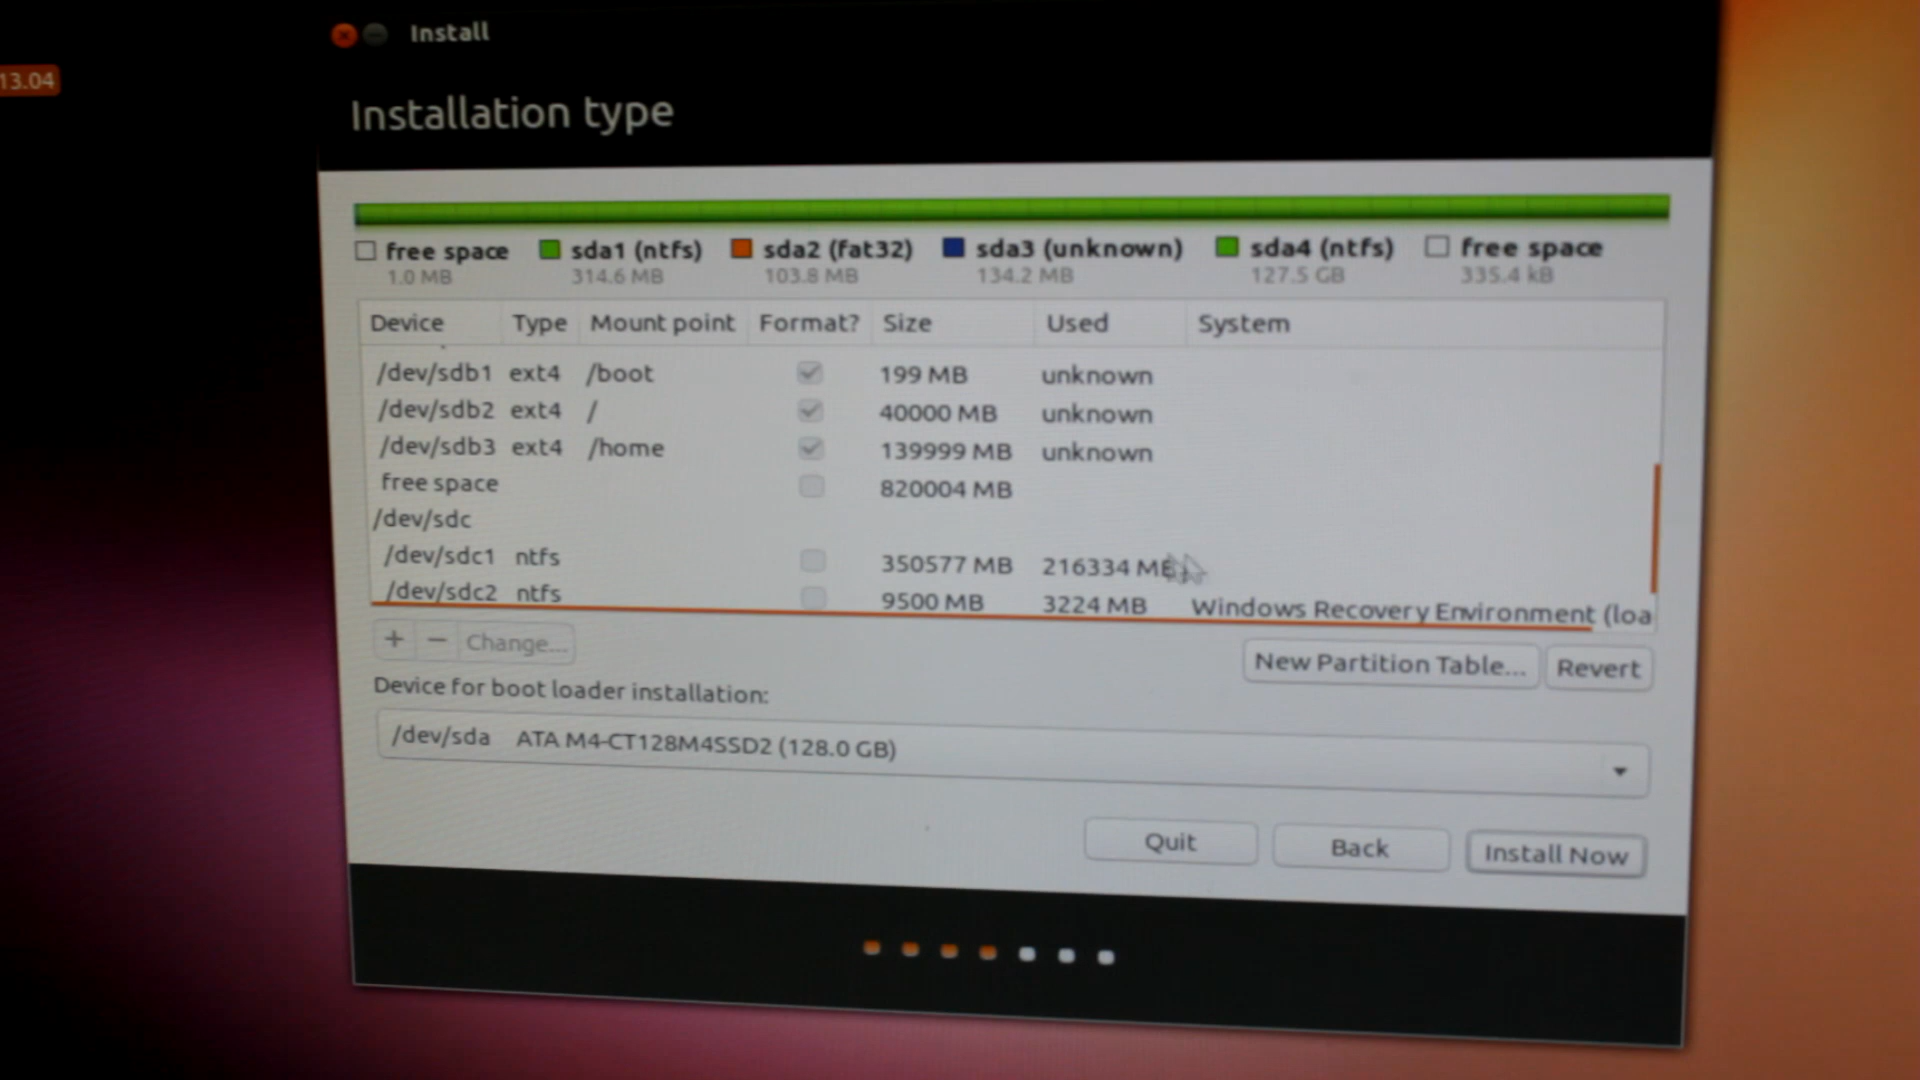 Install
13.04
Installation type
free space sda1 (ntfs) sda2 (fat32) sda3 (unknown) sda4 (ntfs) free space
1.0 MB 314.6 MB 103.8 MB 134.2 MB 127.5 GB 335.4 kB
Device Type Mount point Format? Size Used System
/dev/sdb1 ext4 /boot 199 MB unknown
/dev/sdb2 ext4 / 40000 MB unknown
/dev/sdb3 ext4 /home 139999 MB unknown
free space 820004 MB
/dev/sdc
/dev/sdc1 ntfs 350577 MB 216334 MB
/dev/sdc2 ntfs 9500 MB 3224 MB Windows Recovery Environment (loa
+ − Change... New Partition Table... Revert
Device for boot loader installation:
/dev/sda ATA M4-CT128M4SSD2 (128.0 GB)
Quit Back Install Now